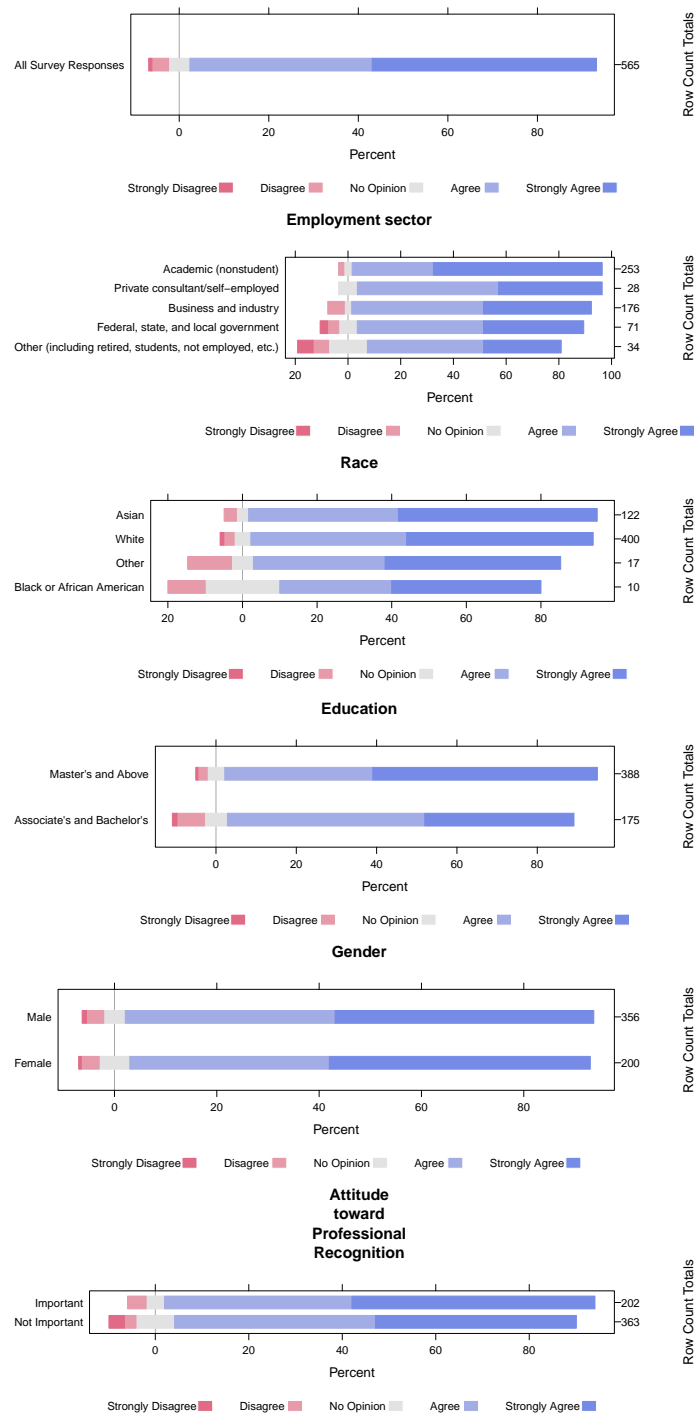 All Survey Responses
565
Row Count Totals
0 20 40 60 80
Percent
Strongly Disagree Disagree No Opinion Agree Strongly Agree
Employment sector
Academic (nonstudent)
253
Private consultant/self−employed
28
Business and industry
176
Federal, state, and local government
71
Other (including retired, students, not employed, etc.)
34
Row Count Totals
20 0 20 40 60 80 100
Percent
Strongly Disagree Disagree No Opinion Agree Strongly Agree
Race
Asian
122
White
400
Other
17
Black or African American
10
Row Count Totals
20 0 20 40 60 80
Percent
Strongly Disagree Disagree No Opinion Agree Strongly Agree
Education
Master's and Above
388
Associate's and Bachelor's
175
Row Count Totals
0 20 40 60 80
Percent
Strongly Disagree Disagree No Opinion Agree Strongly Agree
Gender
Male
356
Female
200
Row Count Totals
0 20 40 60 80
Percent
Strongly Disagree Disagree No Opinion Agree Strongly Agree
Attitude
toward
Professional
Recognition
Important
202
Not Important
363
Row Count Totals
0 20 40 60 80
Percent
Strongly Disagree Disagree No Opinion Agree Strongly Agree